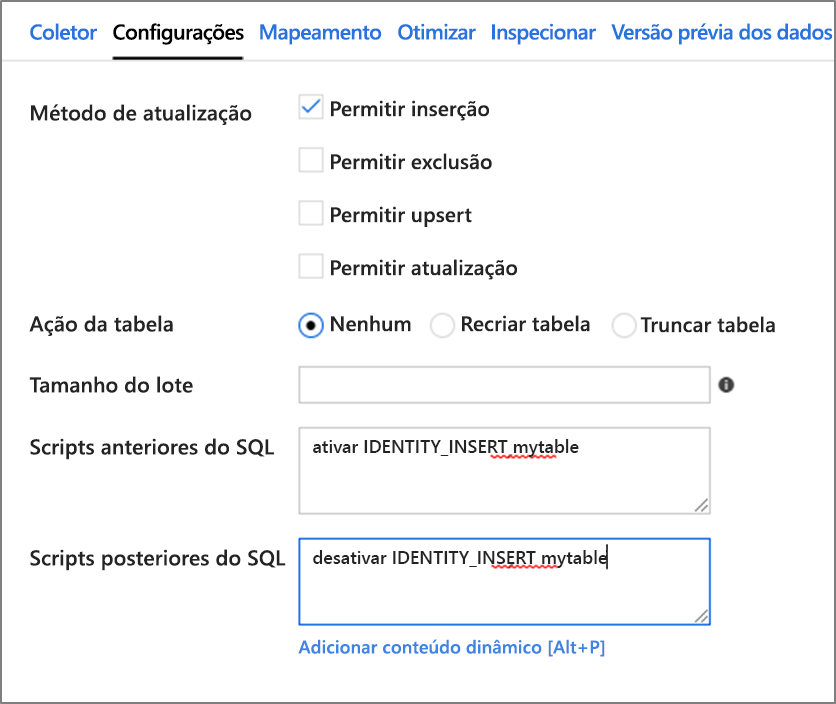 Coletor Configurações Mapeamento Otimizar Inspecionar Versão prévia dos dados
Método de atualização
Permitir inserção
Permitir exclusão
Permitir upsert
Permitir atualização
Ação da tabela Nenhum Recriar tabela Truncar tabela
Tamanho do lote
Scripts anteriores do SQL ativar IDENTITY_INSERT mytable
Scripts posteriores do SQL desativar IDENTITY_INSERT mytable
Adicionar conteúdo dinâmico [Alt+P]